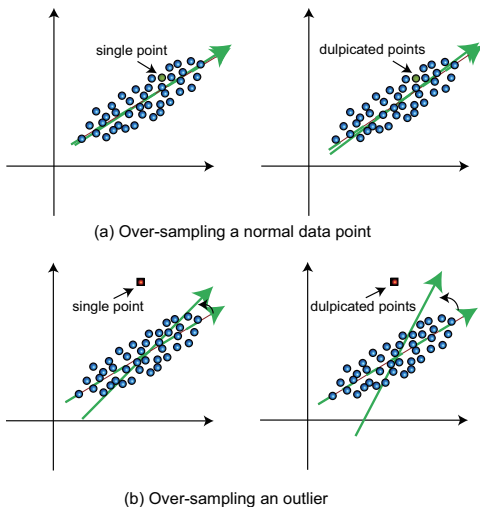 single point
dulpicated points
(a) Over-sampling a normal data point
single point
dulpicated points
(b) Over-sampling an outlier